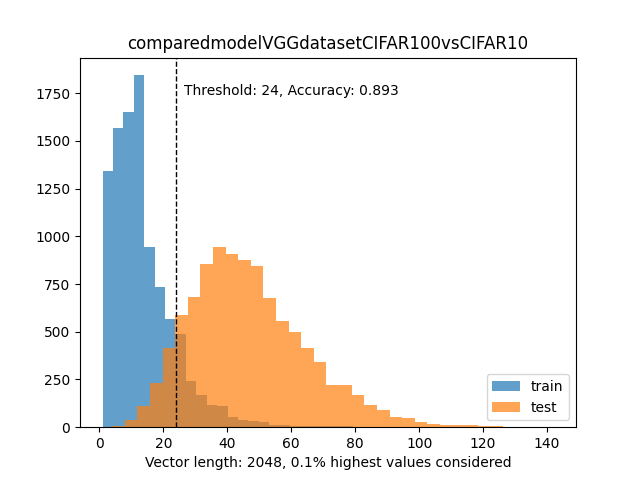 comparedmodelVGGdatasetCIFAR100vsCIFAR10
Threshold: 24, Accuracy: 0.893
1750
1500
1250
1000
750
500
250
0
0 20 40 60 80 100 120 140
train
test
Vector length: 2048, 0.1% highest values considered